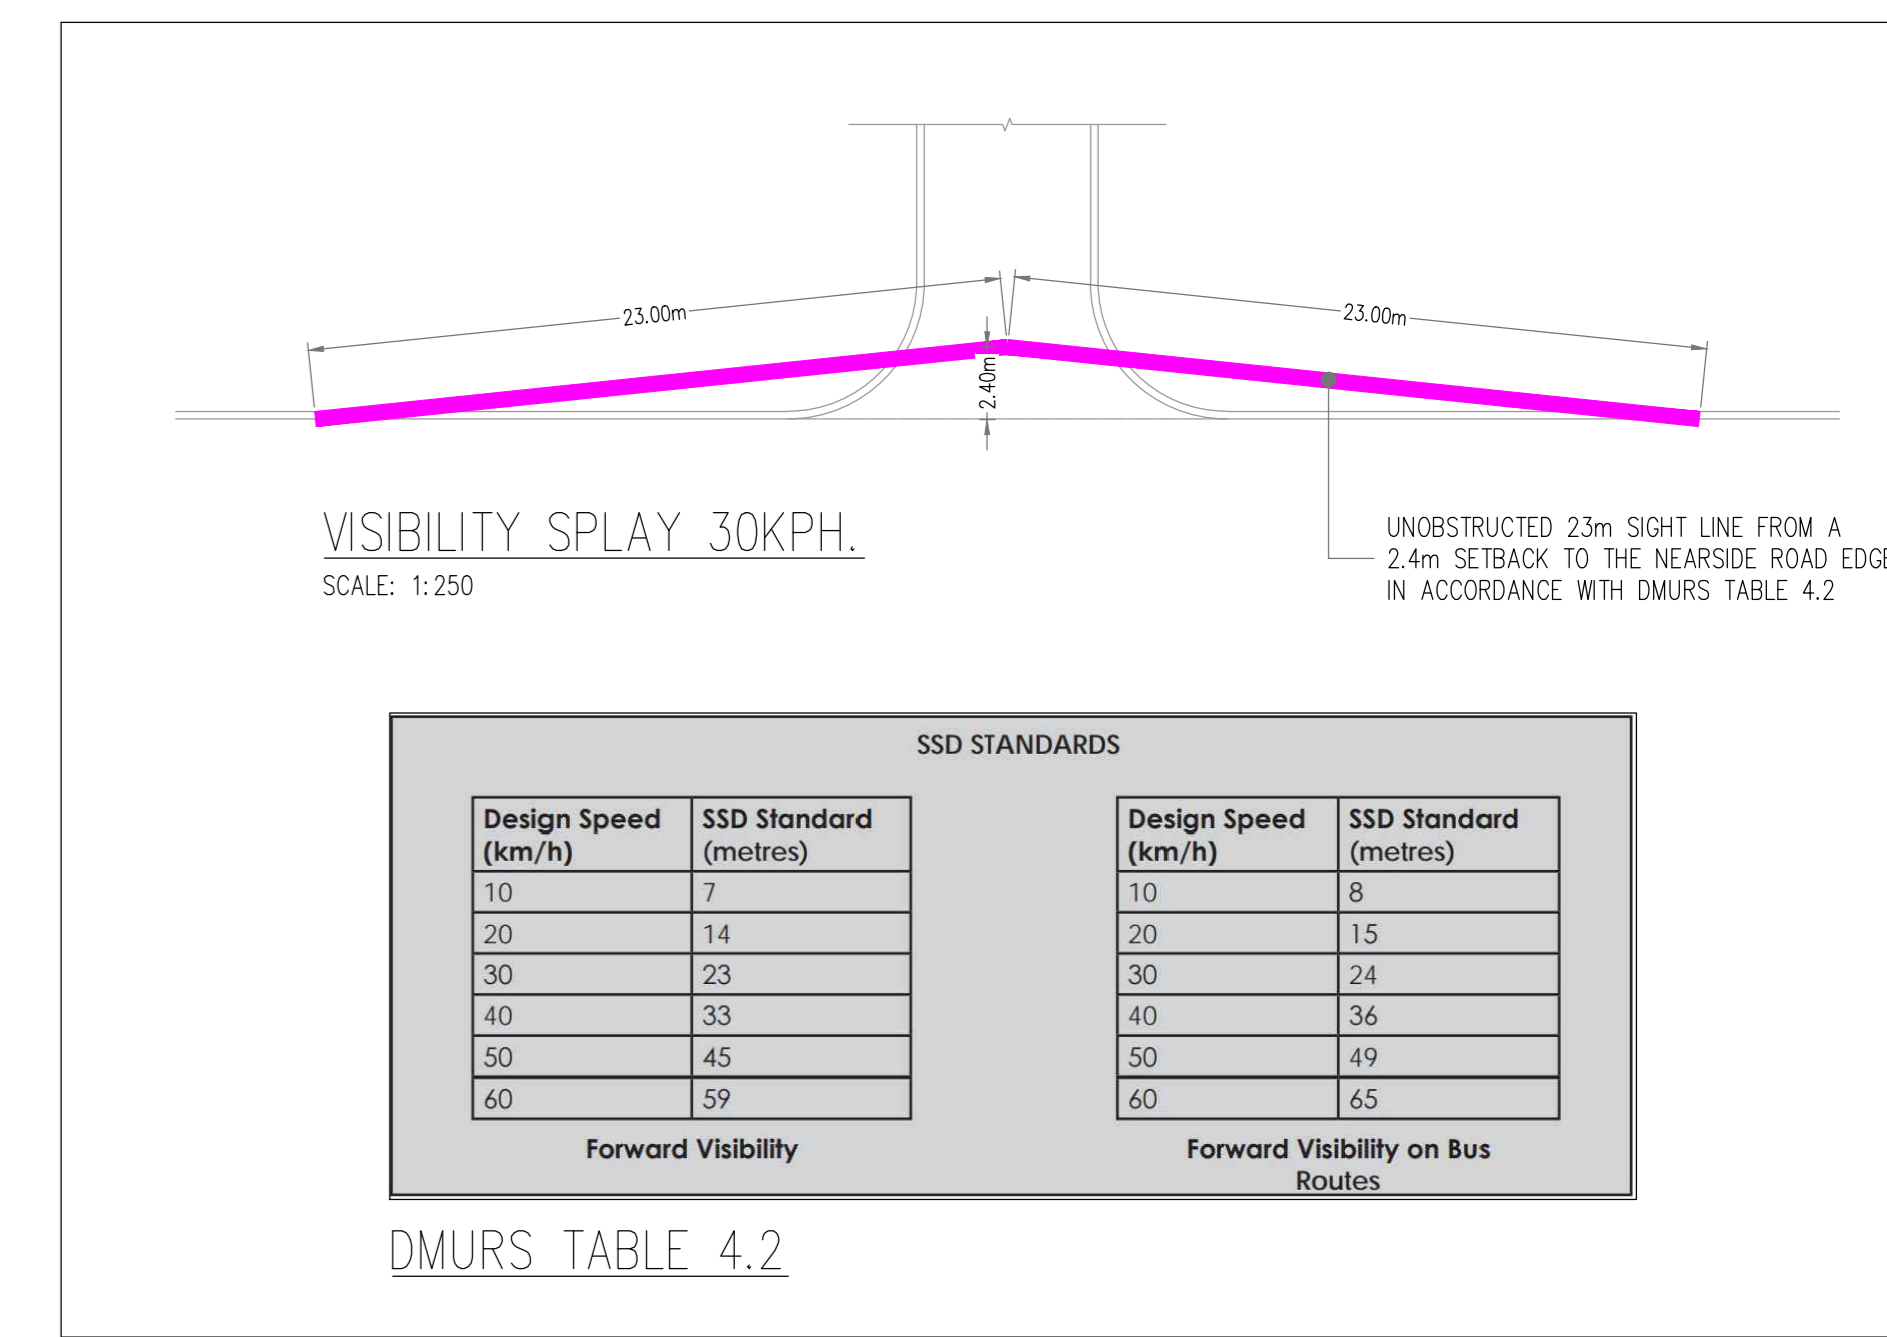 23.00m
23.00m
2.40m
VISIBILITY SPLAY 30KPH.
SCALE: 1:250
UNOBSTRUCTED 23m SIGHT LINE FROM A
2.4m SETBACK TO THE NEARSIDE ROAD EDGE
IN ACCORDANCE WITH DMURS TABLE 4.2
SSD STANDARDS
Design Speed (km/h) SSD Standard (metres)
10 7
20 14
30 23
40 33
50 45
60 59
Forward Visibility
Design Speed (km/h) SSD Standard (metres)
10 8
20 15
30 24
40 36
50 49
60 65
Forward Visibility on Bus
Routes
DMURS TABLE 4.2